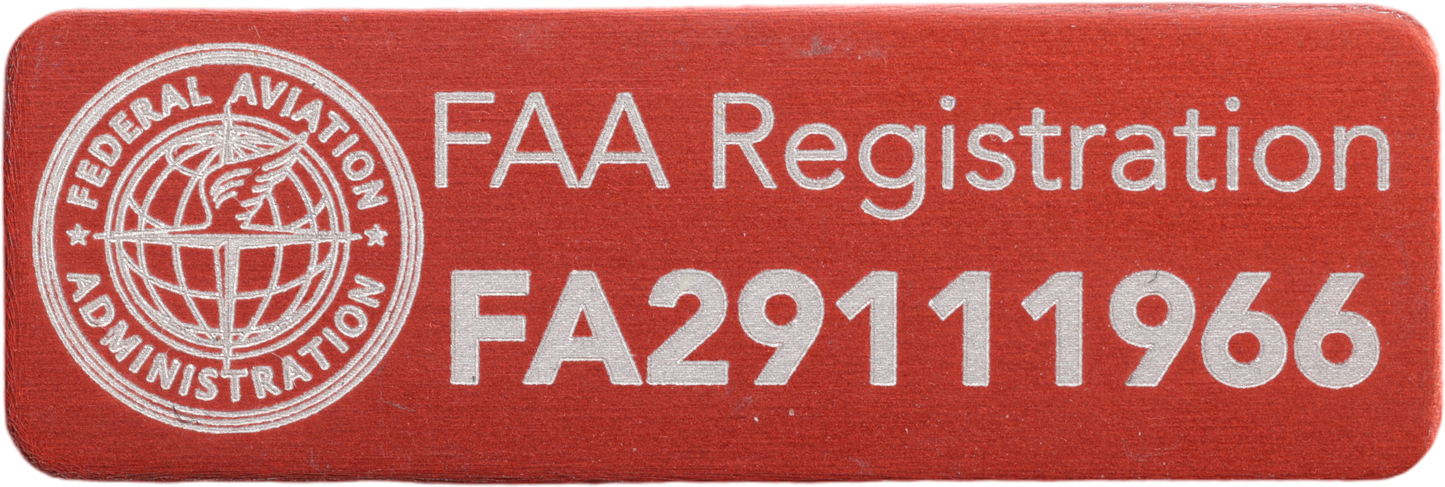 FEDERAL AVIATION
ADMINISTRATION
FAA Registration
FA29111966